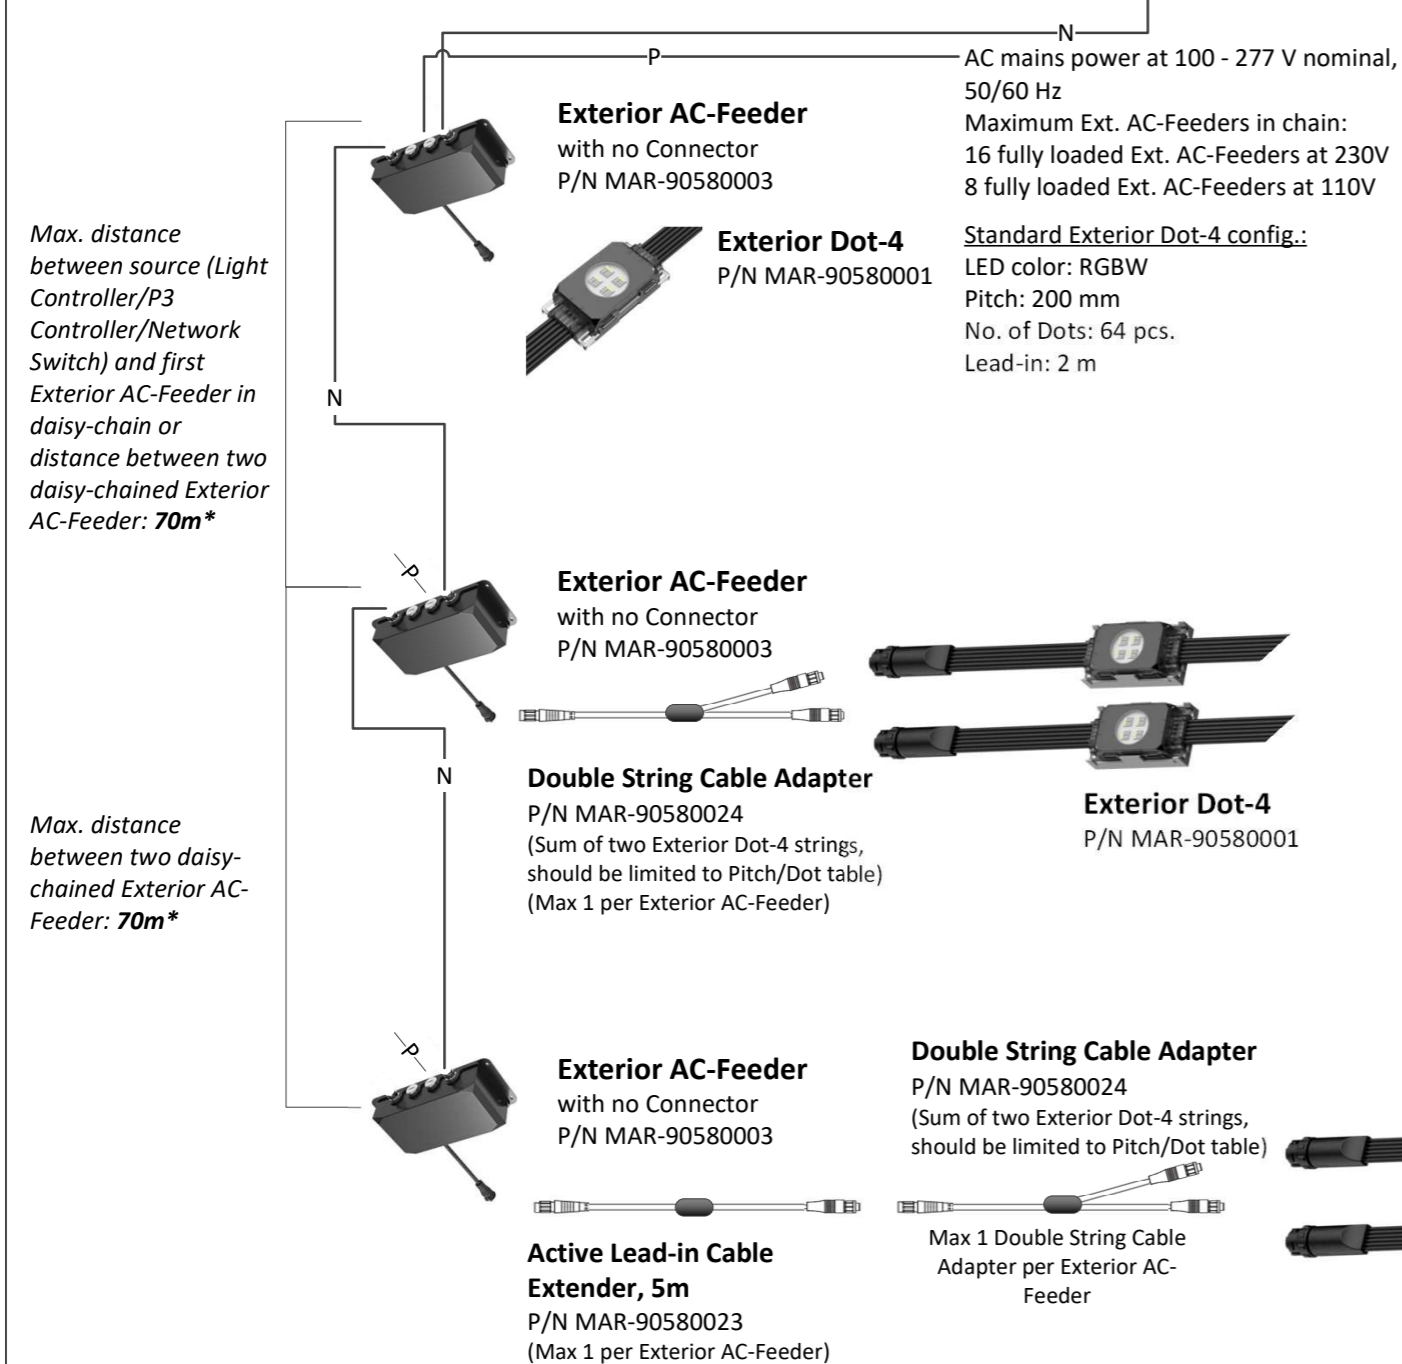 N
P
AC mains power at 100 - 277 V nominal,
50/60 Hz
Maximum Ext. AC-Feeders in chain:
16 fully loaded Ext. AC-Feeders at 230V
8 fully loaded Ext. AC-Feeders at 110V
Exterior AC-Feeder
with no Connector
P/N MAR-90580003
Exterior Dot-4
P/N MAR-90580001
Standard Exterior Dot-4 config.:
LED color: RGBW
Pitch: 200 mm
No. of Dots: 64 pcs.
Lead-in: 2 m
Max. distance
between source (Light
Controller/P3
Controller/Network
Switch) and first
Exterior AC-Feeder in
daisy-chain or
distance between two
daisy-chained Exterior
AC-Feeder: 70m*
N
P
Exterior AC-Feeder
with no Connector
P/N MAR-90580003
Double String Cable Adapter
P/N MAR-90580024
(Sum of two Exterior Dot-4 strings,
should be limited to Pitch/Dot table)
(Max 1 per Exterior AC-Feeder)
Exterior Dot-4
P/N MAR-90580001
N
Max. distance
between two daisy-
chained Exterior AC-
Feeder: 70m*
P
Exterior AC-Feeder
with no Connector
P/N MAR-90580003
Double String Cable Adapter
P/N MAR-90580024
(Sum of two Exterior Dot-4 strings,
should be limited to Pitch/Dot table)
Max 1 Double String Cable
Adapter per Exterior AC-
Feeder
Active Lead-in Cable
Extender, 5m
P/N MAR-90580023
(Max 1 per Exterior AC-Feeder)